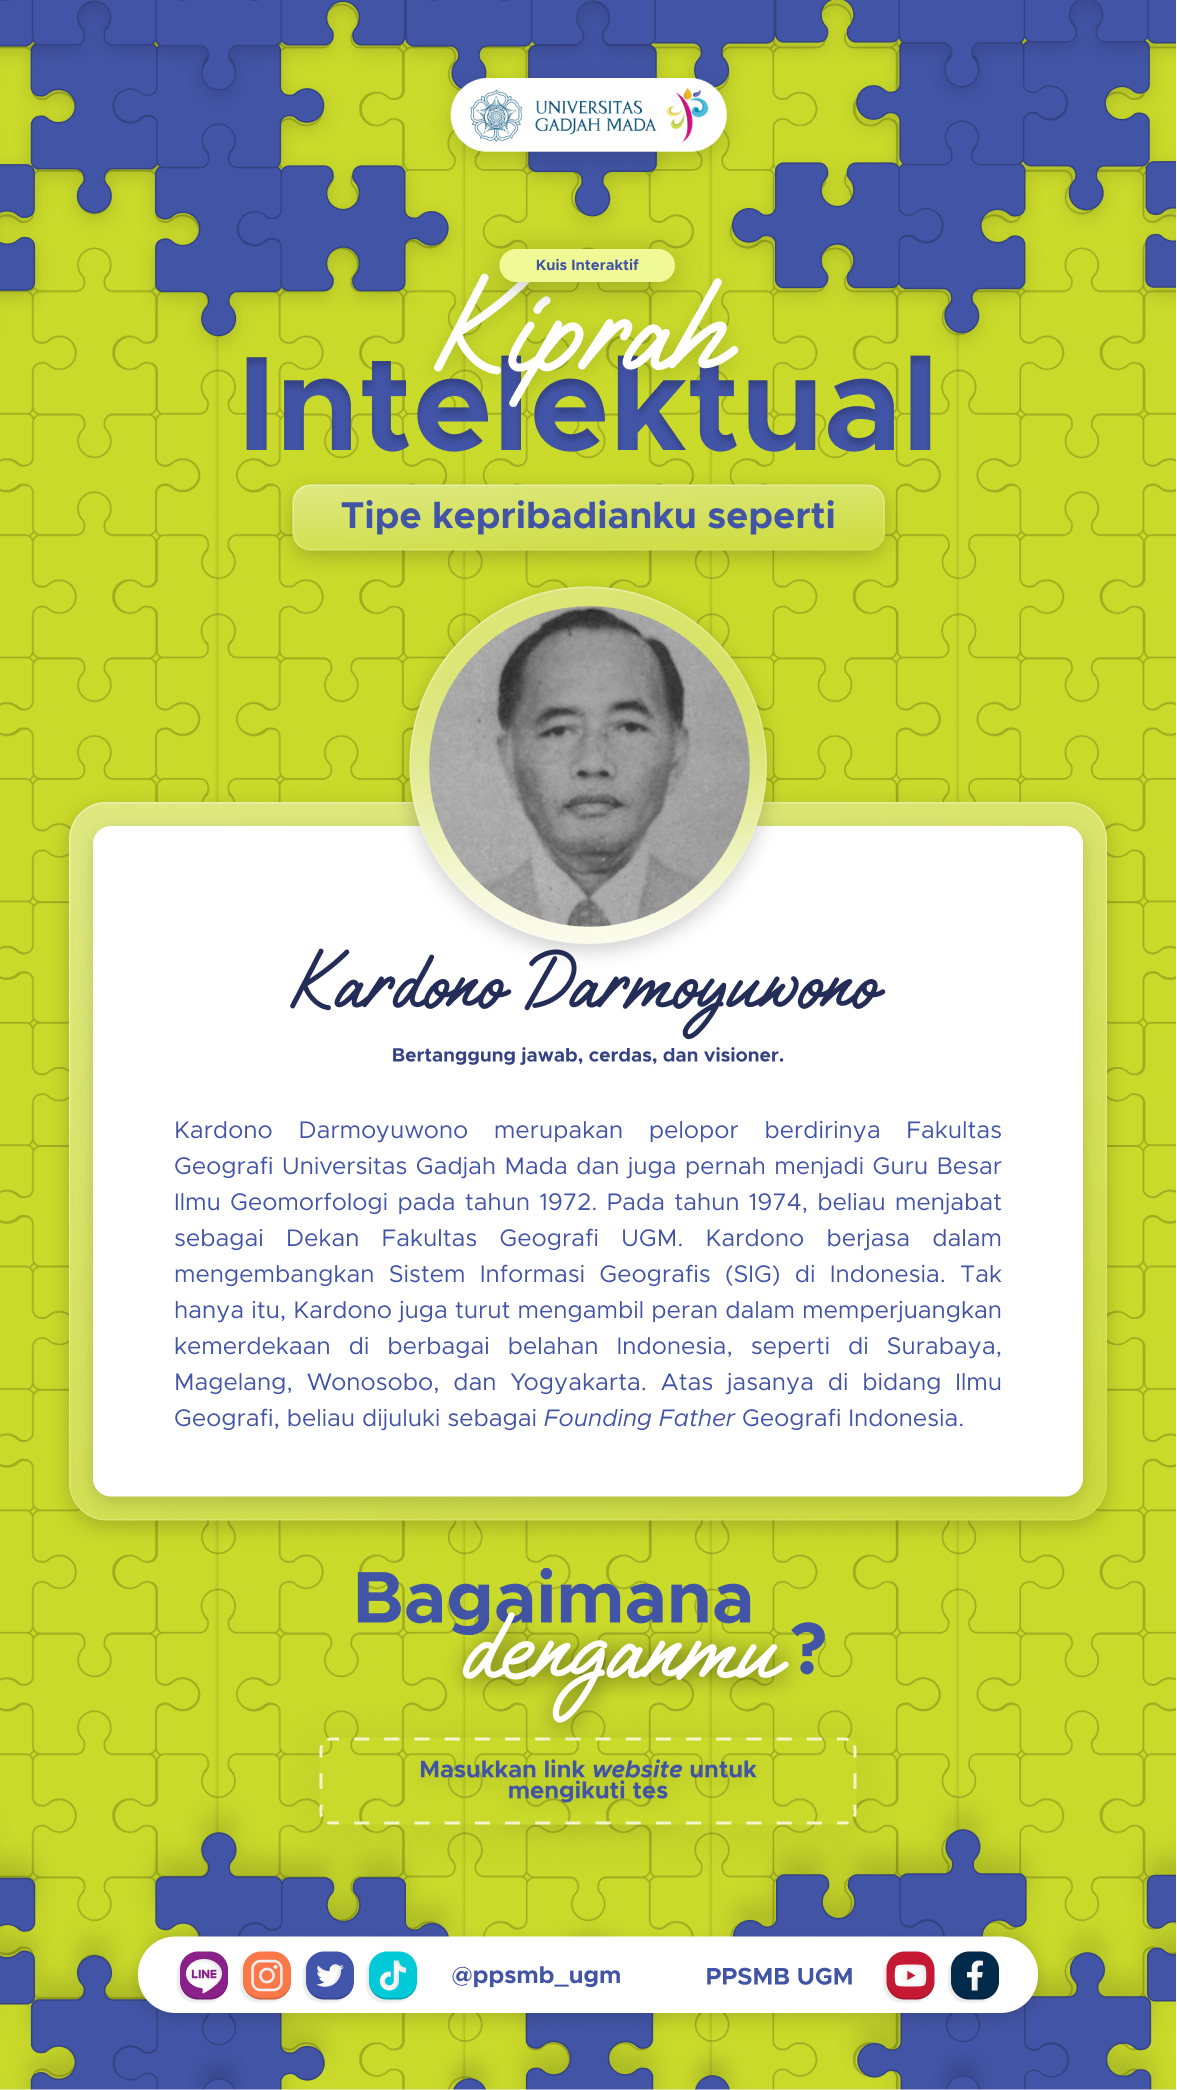 UNIVERSITAS
GADJAH MADA
Kuis Interaktif
Kiprah
Intelektual
Tipe kepribadianku seperti
Kardono Darmoyuwono
Bertanggung jawab, cerdas, dan visioner.
Kardono Darmoyuwono merupakan pelopor berdirinya Fakultas
Geografi Universitas Gadjah Mada dan juga pernah menjadi Guru Besar
Ilmu Geomorfologi pada tahun 1972. Pada tahun 1974, beliau menjabat
sebagai Dekan Fakultas Geografi UGM. Kardono berjasa dalam
mengembangkan Sistem Informasi Geografis (SIG) di Indonesia. Tak
hanya itu, Kardono juga turut mengambil peran dalam memperjuangkan
kemerdekaan di berbagai belahan Indonesia, seperti di Surabaya,
Magelang, Wonosobo, dan Yogyakarta. Atas jasanya di bidang Ilmu
Geografi, beliau dijuluki sebagai Founding Father Geografi Indonesia.
Bagaimana
denganmu?
Masukkan link website untuk
mengikuti tes
LINE @ppsmb_ugm PPSMB UGM